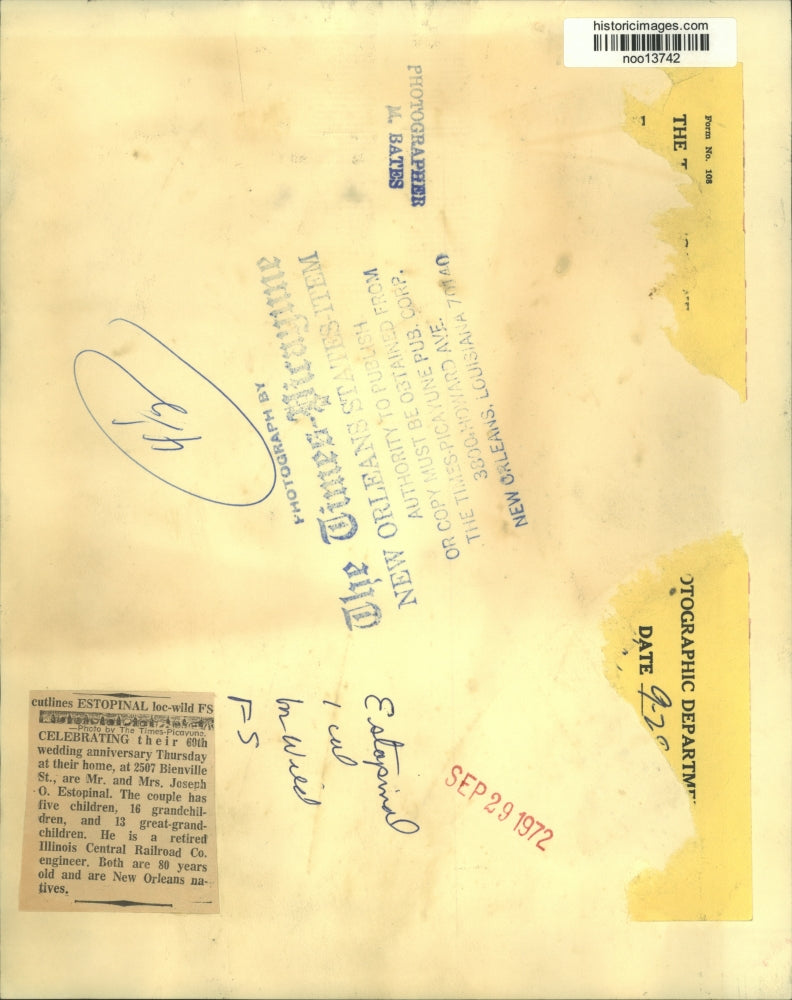 historicimages.com
noo13742
Form No. 108
THE T
PHOTOGRAPHER
M. BATES
PHOTOGRAPH BY
The Times-Picayune
NEW ORLEANS STATES-ITEM
AUTHORITY TO PUBLISH
OR COPY MUST BE OBTAINED FROM
THE TIMES-PICAYUNE PUB. CORP.
3800 HOWARD AVE.
NEW ORLEANS, LOUISIANA 70140
OTOGRAPHIC DEPARTME
DATE 9-28
Estopinal
1 col
FS
SEP 29 1972
cutlines ESTOPINAL loc-wild FS
—Photo by The Times-Picayune.
CELEBRATING their 60th
wedding anniversary Thursday
at their home, at 2507 Bienville
St., are Mr. and Mrs. Joseph
O. Estopinal. The couple has
five children, 16 grandchil-
dren, and 13 great-grand-
children. He is a retired
Illinois Central Railroad Co.
engineer. Both are 80 years
old and are New Orleans na-
tives.